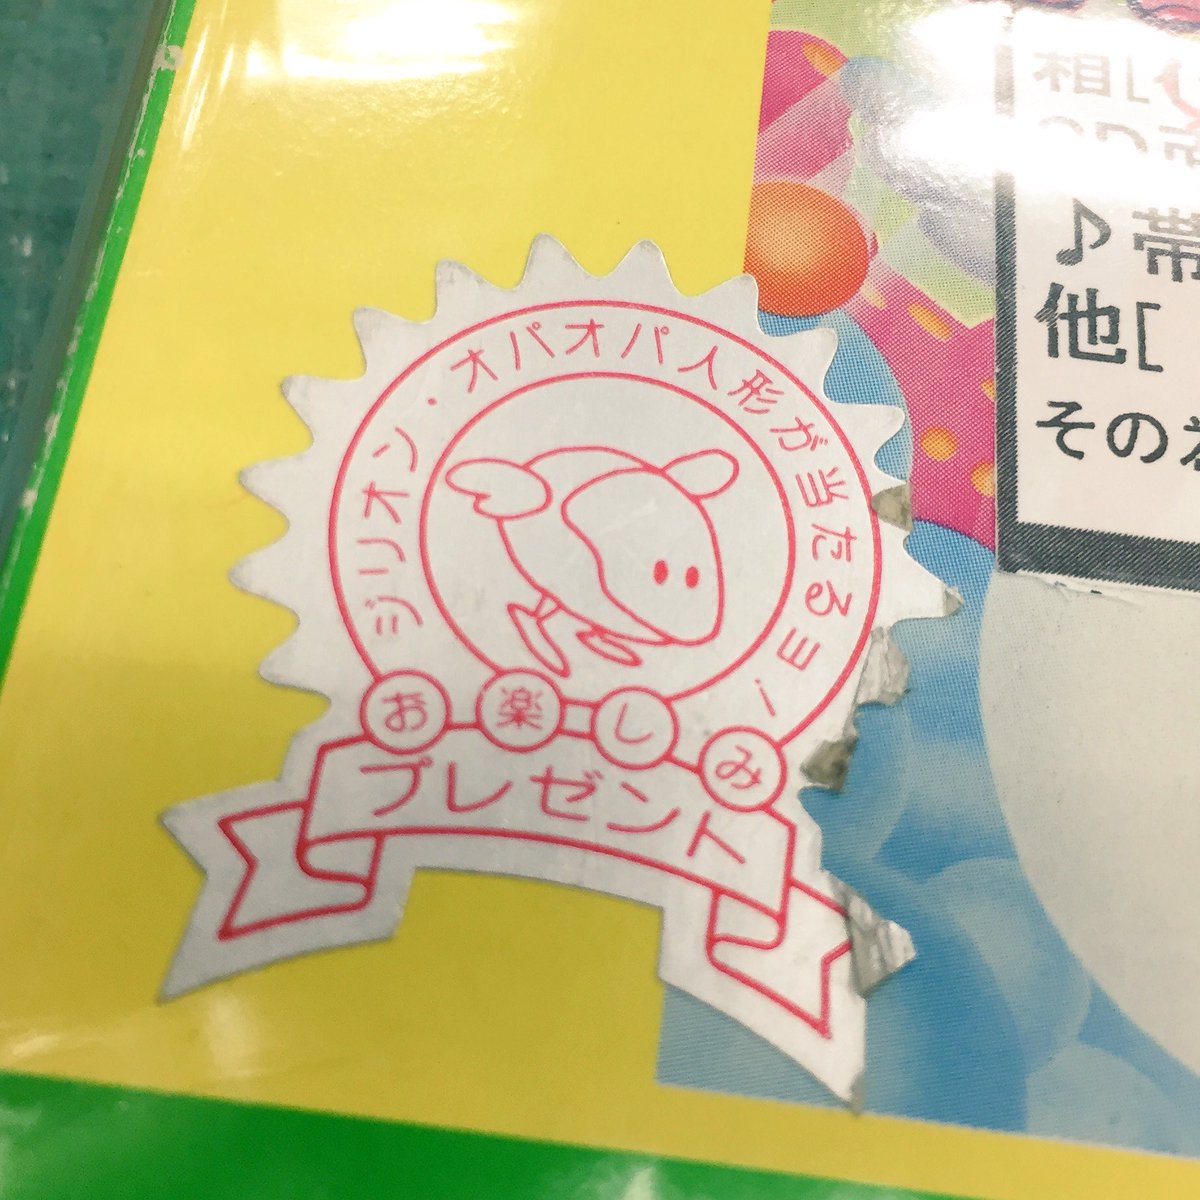 ジリオン・オパオパ人形が当たるヨ!
お楽しみ
プレゼント
相[
♪帯
他[
その